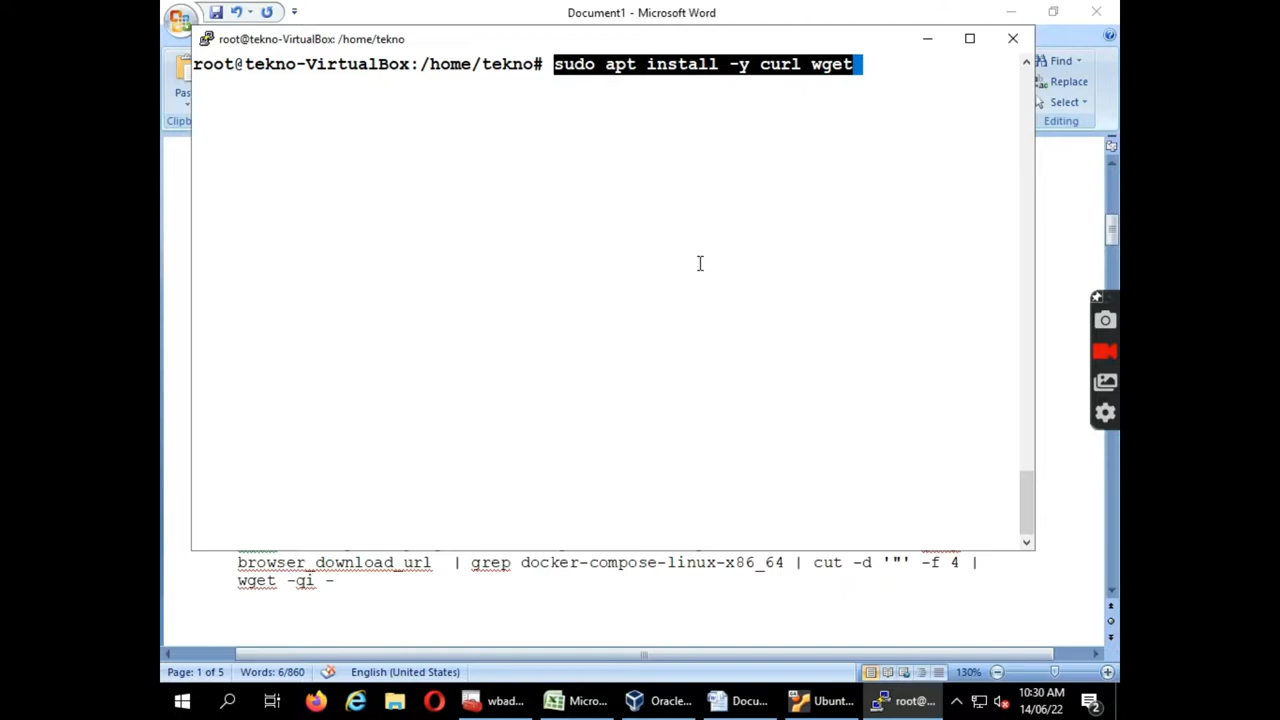 Document1 - Microsoft Word
root@tekno-VirtualBox: /home/tekno
root@tekno-VirtualBox:/home/tekno# sudo apt install -y curl wget
Find
Replace
Select
Editing
Pas
Clipb
browser_download_url | grep docker-compose-linux-x86_64 | cut -d '"' -f 4 |
wget -qi -
Page: 1 of 5 Words: 6/860 English (United States) 130%
wbad... Micro... Oracle... Docu... Ubunt... root@...
10:30 AM
14/06/22
2